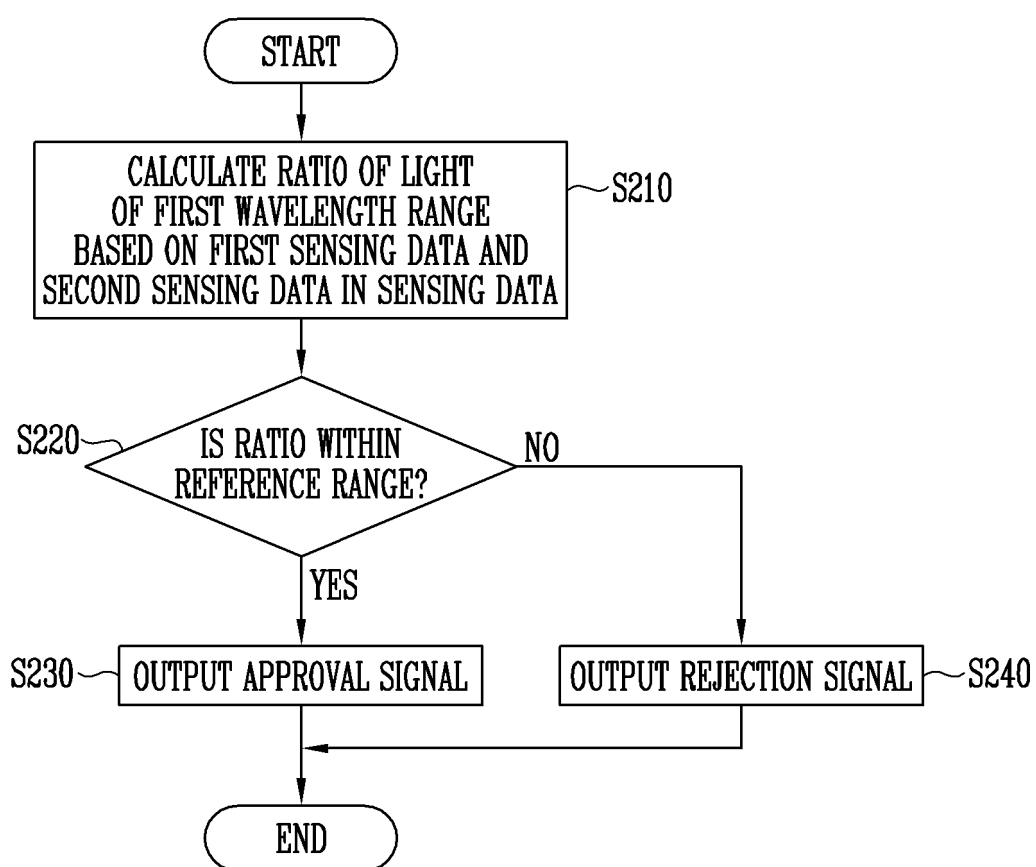 START
CALCULATE RATIO OF LIGHT
OF FIRST WAVELENGTH RANGE
BASED ON FIRST SENSING DATA AND
SECOND SENSING DATA IN SENSING DATA
S210
S220
IS RATIO WITHIN
REFERENCE RANGE?
NO
YES
S230
OUTPUT APPROVAL SIGNAL
OUTPUT REJECTION SIGNAL
S240
END